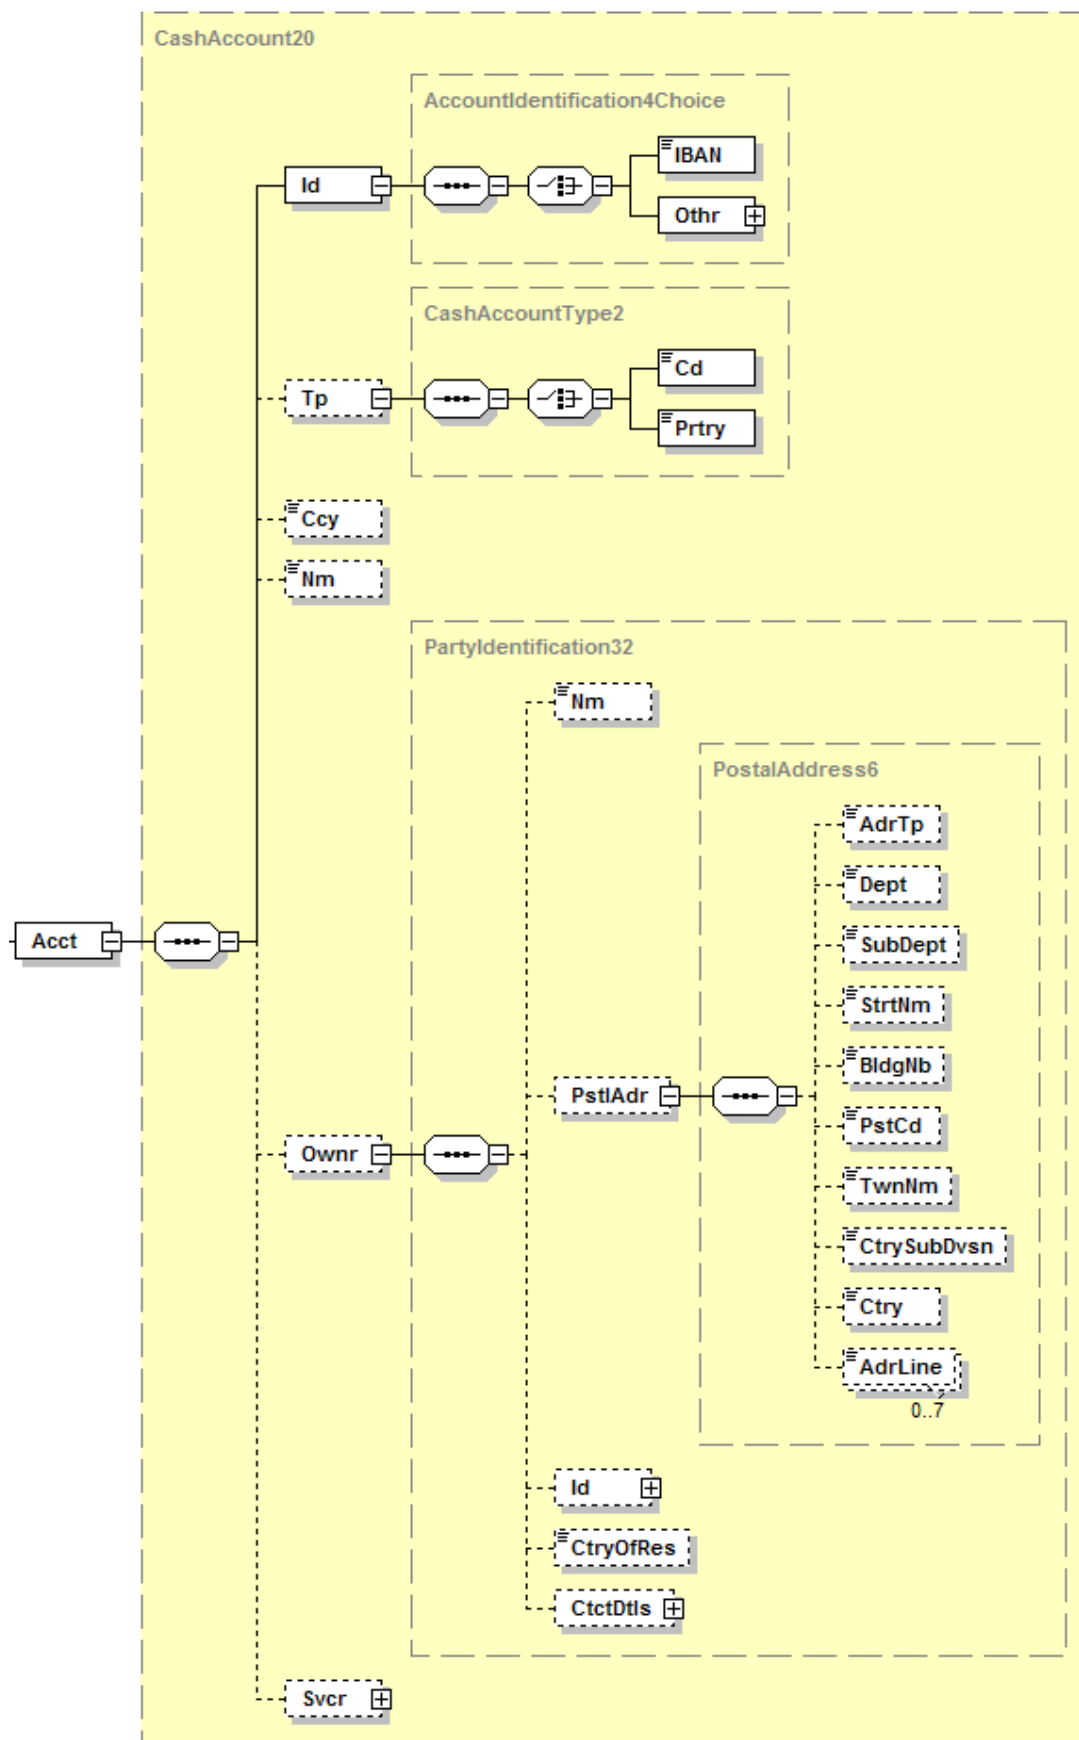 CashAccount20
AccountIdentification4Choice
IBAN
Id
Othr
CashAccountType2
Cd
Tp
Prtry
Ccy
Nm
PartyIdentification32
Nm
PostalAddress6
AdrTp
Dept
Acct
SubDept
StrtNm
BldgNb
PstlAdr
PstCd
Ownr
TwnNm
CtrySubDvsn
Ctry
AdrLine
0..7
Id
CtryOfRes
CtctDtls
Svcr